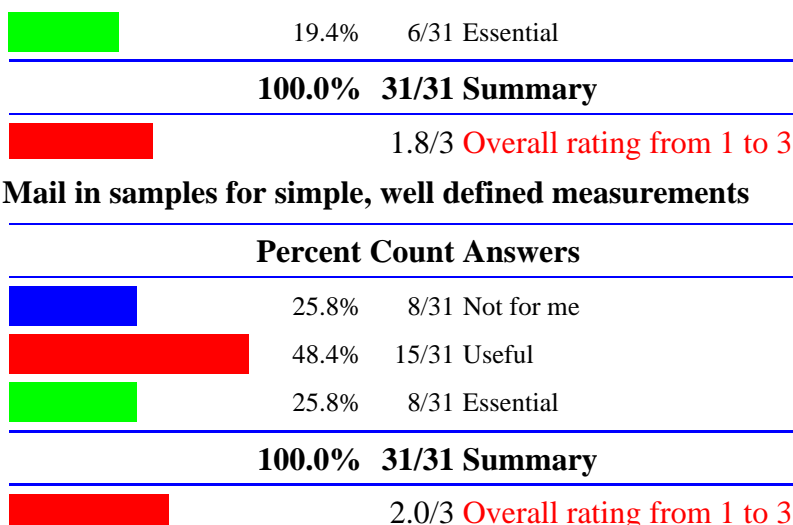 19.4% 6/31 Essential
100.0% 31/31 Summary
1.8/3 Overall rating from 1 to 3
Mail in samples for simple, well defined measurements
Percent Count Answers
25.8% 8/31 Not for me
48.4% 15/31 Useful
25.8% 8/31 Essential
100.0% 31/31 Summary
2.0/3 Overall rating from 1 to 3